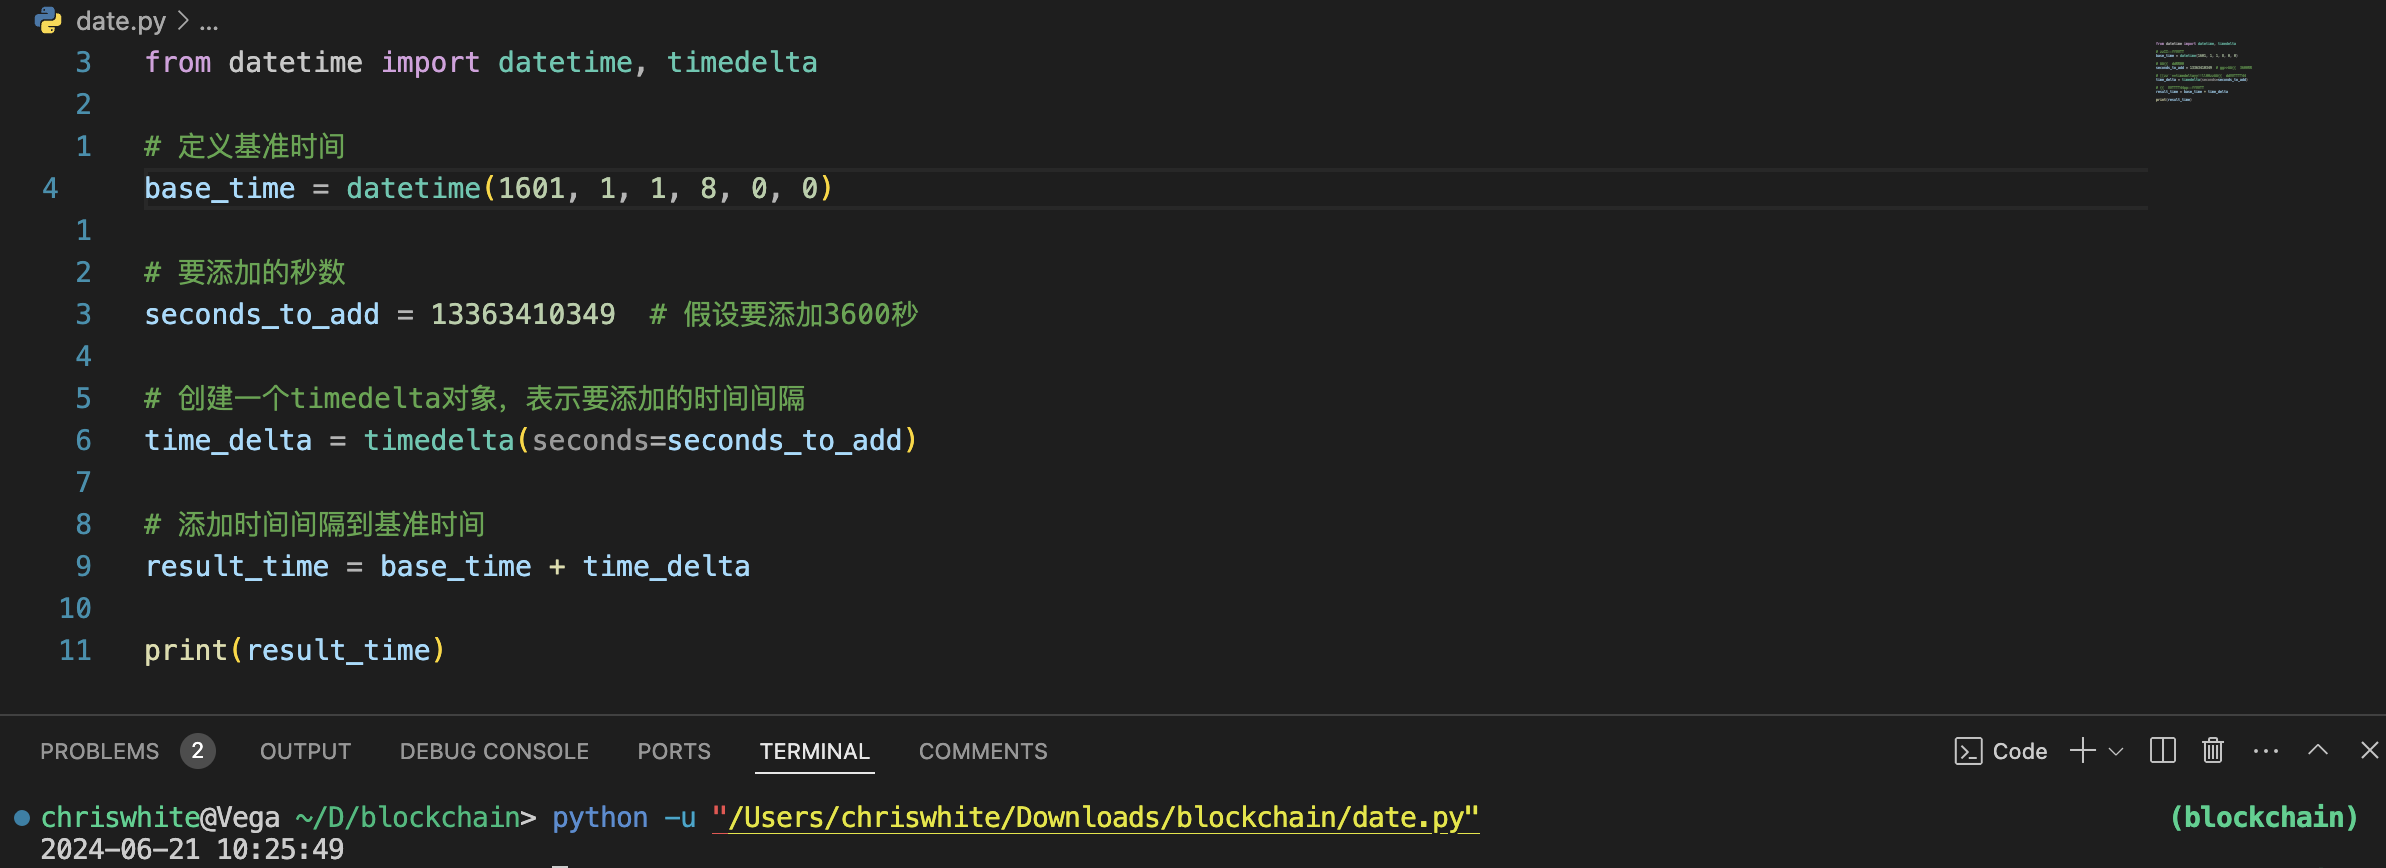 date.py > ...
3 from datetime import datetime, timedelta
2
1 # 定义基准时间
4 base_time = datetime(1601, 1, 1, 8, 0, 0)
1
2 # 要添加的秒数
3 seconds_to_add = 13363410349  # 假设要添加3600秒
4
5 # 创建一个timedelta对象，表示要添加的时间间隔
6 time_delta = timedelta(seconds=seconds_to_add)
7
8 # 添加时间间隔到基准时间
9 result_time = base_time + time_delta
10
11 print(result_time)
PROBLEMS 2 OUTPUT DEBUG CONSOLE PORTS TERMINAL COMMENTS Code
chriswhite@Vega ~/D/blockchain> python -u "/Users/chriswhite/Downloads/blockchain/date.py" (blockchain)
2024-06-21 10:25:49